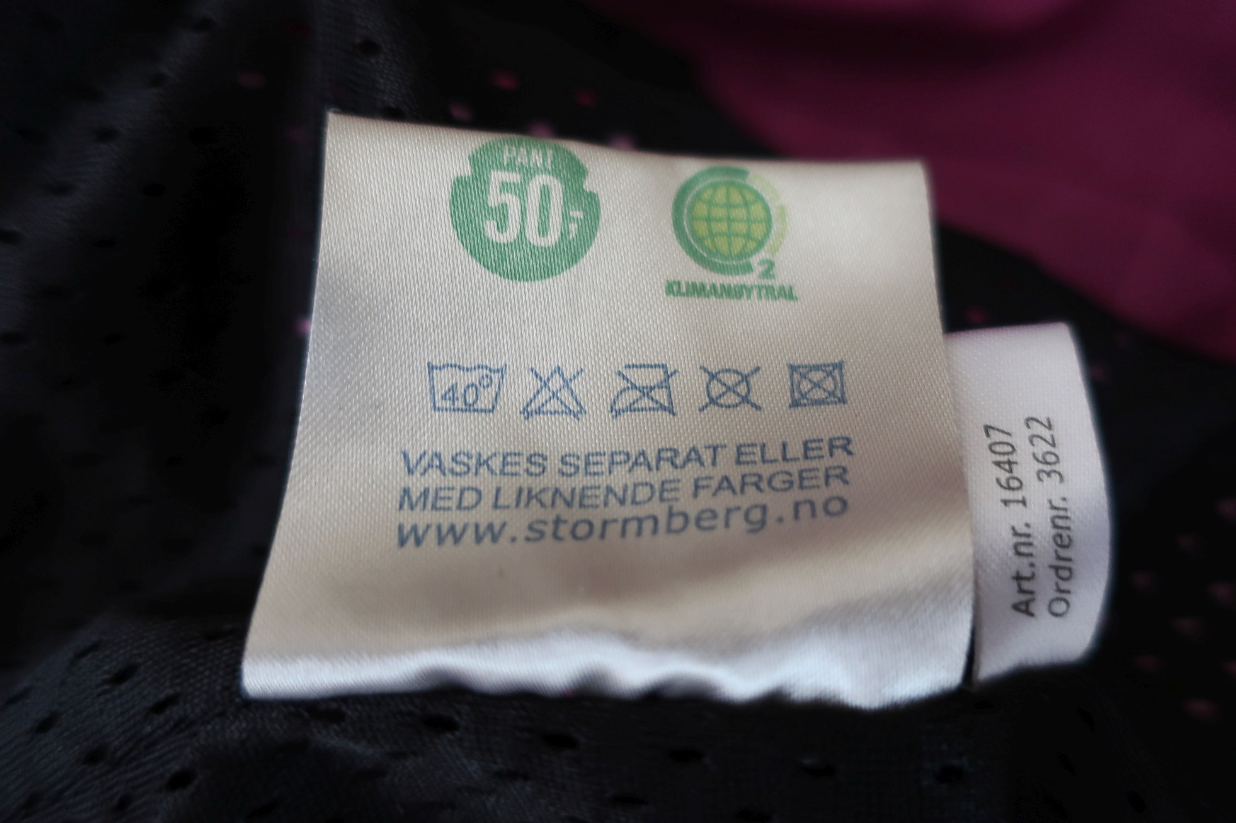 PANT
50,-
2
KLIMANØYTRAL
40°
VASKES SEPARAT ELLER
MED LIKNENDE FARGER
www.stormberg.no
Art.nr. 16407
Ordrenr. 3622